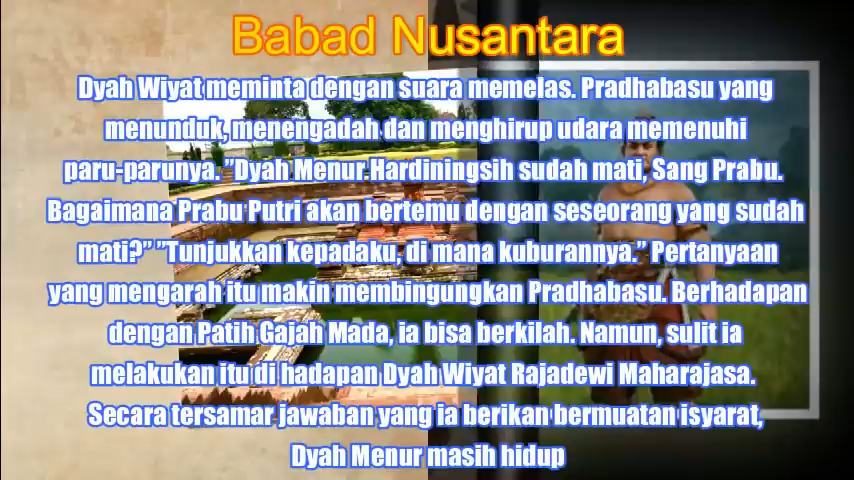 Babad Nusantara
Dyah Wiyat meminta dengan suara memelas. Pradhabasu yang
menunduk, menengadah dan menghirup udara memenuhi
paru-parunya. ”Dyah Menur Hardiningsih sudah mati, Sang Prabu.
Bagaimana Prabu Putri akan bertemu dengan seseorang yang sudah
mati?” ”Tunjukkan kepadaku, di mana kuburannya.” Pertanyaan
yang mengarah itu makin membingungkan Pradhabasu. Berhadapan
dengan Patih Gajah Mada, ia bisa berkilah. Namun, sulit ia
melakukan itu di hadapan Dyah Wiyat Rajadewi Maharajasa.
Secara tersamar jawaban yang ia berikan bermuatan isyarat,
Dyah Menur masih hidup